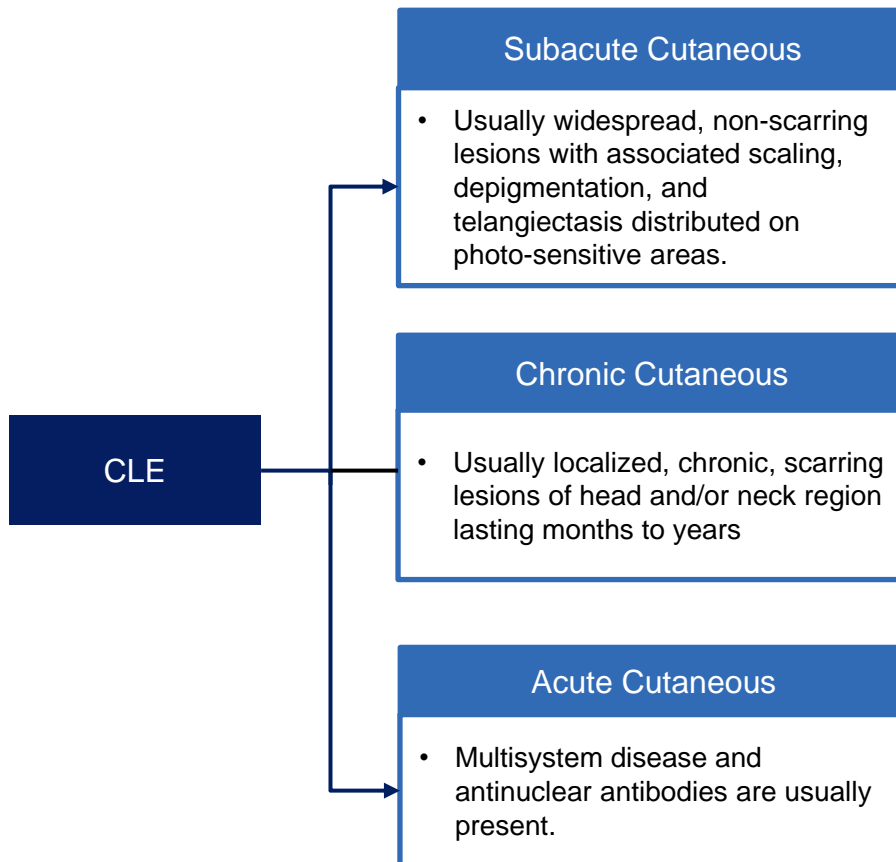 Subacute Cutaneous
• Usually widespread, non-scarring
lesions with associated scaling,
depigmentation, and
telangiectasis distributed on
photo-sensitive areas.
CLE
Chronic Cutaneous
• Usually localized, chronic, scarring
lesions of head and/or neck region
lasting months to years
Acute Cutaneous
• Multisystem disease and
antinuclear antibodies are usually
present.